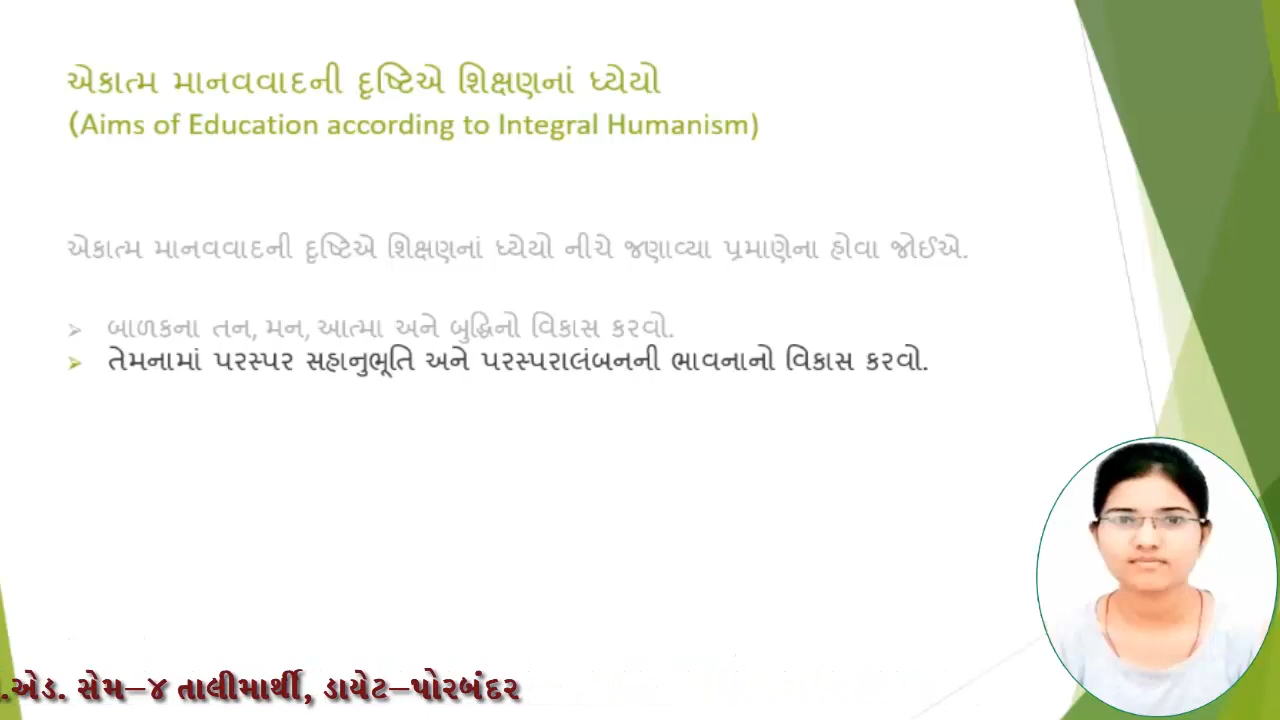 એકાત્મ માનવવાદની દૃષ્ટિએ શિક્ષણનાં ધ્યેયો
(Aims of Education according to Integral Humanism)
એકાત્મ માનવવાદની દૃષ્ટિએ શિક્ષણનાં ધ્યેયો નીચે જણાવ્યા પ્રમાણેના હોવા જોઈએ.
➢ બાળકના તન, મન, આત્મા અને બુદ્ધિનો વિકાસ કરવો.
➢ તેમનામાં પરસ્પર સહાનુભૂતિ અને પરસ્પરાલંબનની ભાવનાનો વિકાસ કરવો.
.એડ. સેમ–૪ તાલીમાર્થી, ડાયેટ–પોરબંદર